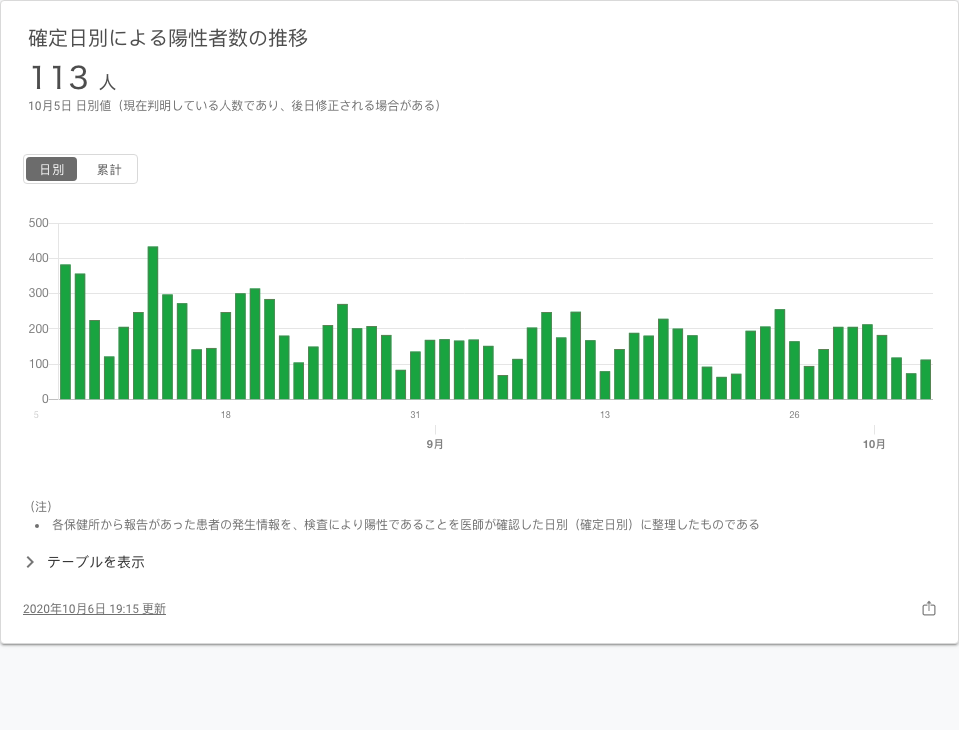 確定日別による陽性者数の推移
113 人
10月5日 日別値（現在判明している人数であり、後日修正される場合がある）
日別 累計
500
400
300
200
100
0
5 18 31 13 26
9月 10月
（注）
• 各保健所から報告があった患者の発生情報を、検査により陽性であることを医師が確認した日別（確定日別）に整理したものである
テーブルを表示
2020年10月6日 19:15 更新